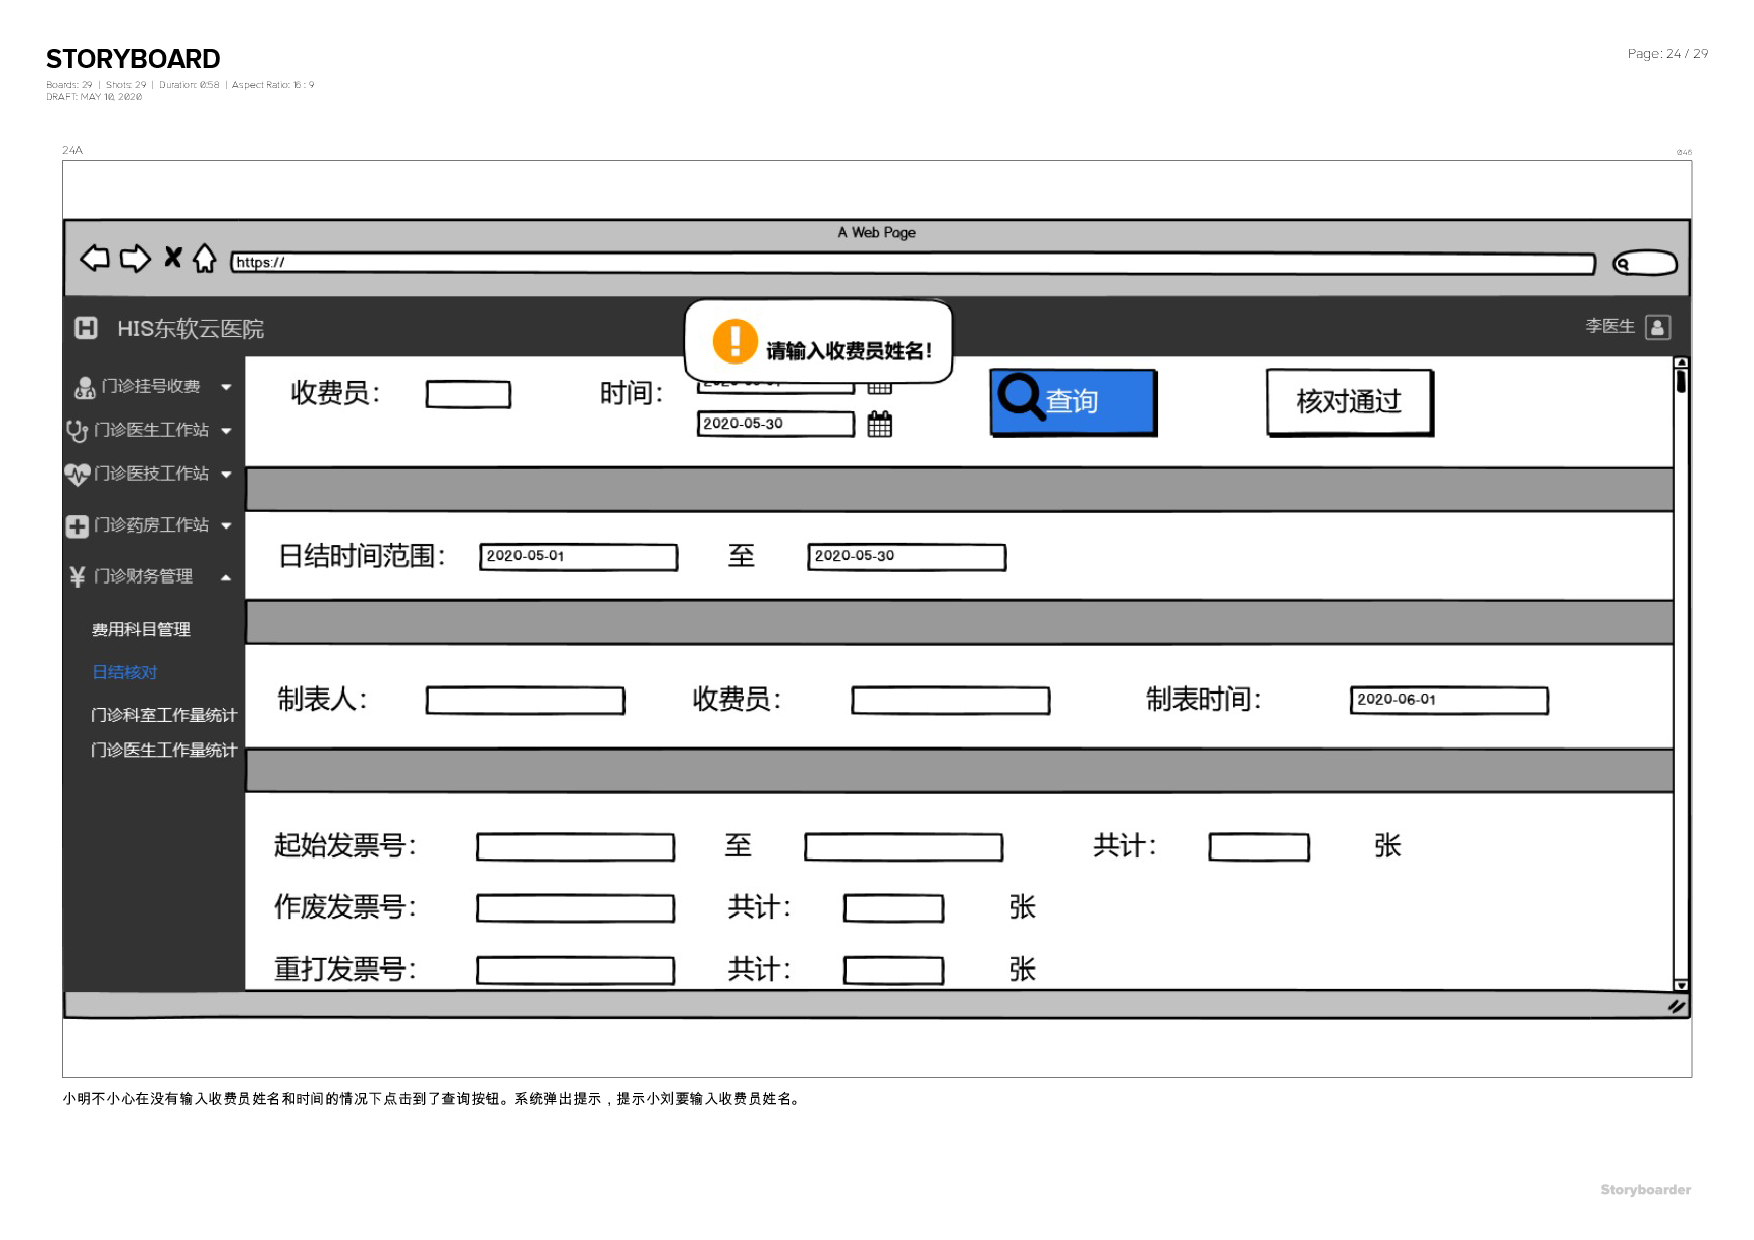 STORYBOARD
Page: 24 / 29
Boards: 29 | Shots: 29 | Duration: 0:58 | Aspect Ratio: 16 : 9
DRAFT: MAY 10, 2020
24A
0:46
A Web Page
https://
HIS东软云医院
请输入收费员姓名!
李医生
门诊挂号收费
门诊医生工作站
门诊医技工作站
门诊药房工作站
门诊财务管理
费用科目管理
日结核对
门诊科室工作量统计
门诊医生工作量统计
收费员:
时间:
2020-05-30
查询
核对通过
日结时间范围: 2020-05-01 至 2020-05-30
制表人: 收费员: 制表时间: 2020-06-01
起始发票号: 至 共计: 张
作废发票号: 共计: 张
重打发票号: 共计: 张
小明不小心在没有输入收费员姓名和时间的情况下点击到了查询按钮。系统弹出提示，提示小刘要输入收费员姓名。
Storyboarder